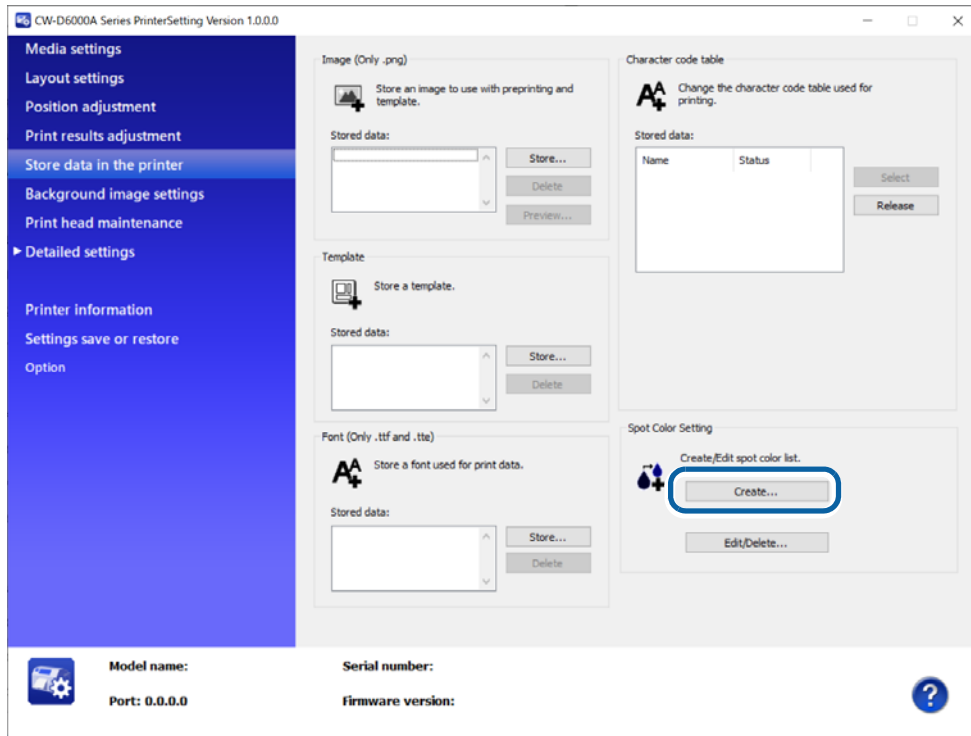 CW-D6000A Series PrinterSetting Version 1.0.0.0
Media settings
Layout settings
Position adjustment
Print results adjustment
Store data in the printer
Background image settings
Print head maintenance
Detailed settings
Printer information
Settings save or restore
Option
Image (Only .png)
Store an image to use with preprinting and
template.
Stored data:
Store...
Delete
Preview...
Template
Store a template.
Stored data:
Store...
Delete
Font (Only .ttf and .tte)
Store a font used for print data.
Stored data:
Store...
Delete
Character code table
Change the character code table used for
printing.
Stored data:
Name Status
Select
Release
Spot Color Setting
Create/Edit spot color list.
Create...
Edit/Delete...
Model name:
Serial number:
Port: 0.0.0.0
Firmware version: